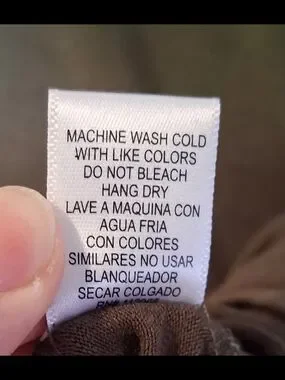 MACHINE WASH COLD
WITH LIKE COLORS
DO NOT BLEACH
HANG DRY
LAVE A MAQUINA CON
AGUA FRIA
CON COLORES
SIMILARES NO USAR
BLANQUEADOR
SECAR COLGADO